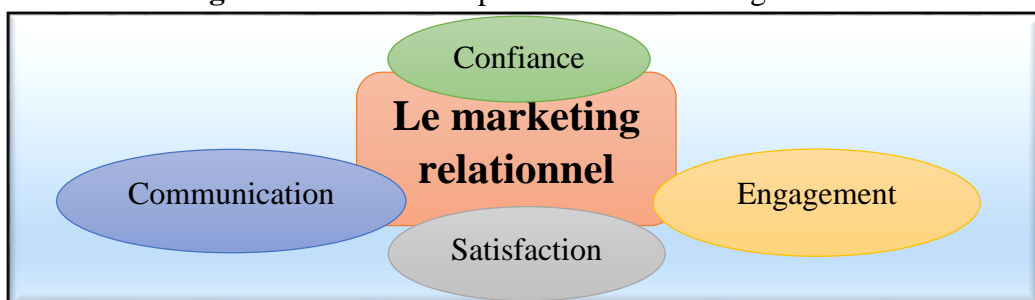 Confiance
Le marketing
relationnel
Communication
Engagement
Satisfaction